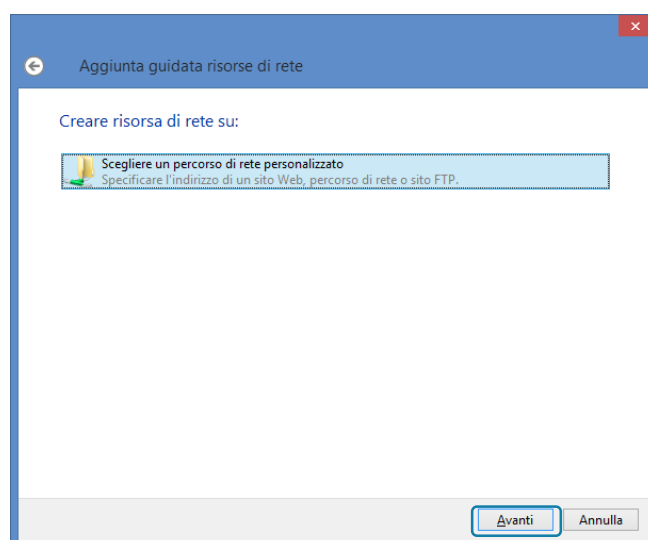 Aggiunta guidata risorse di rete
Creare risorsa di rete su:
Scegliere un percorso di rete personalizzato
Specificare l'indirizzo di un sito Web, percorso di rete o sito FTP.
Avanti
Annulla